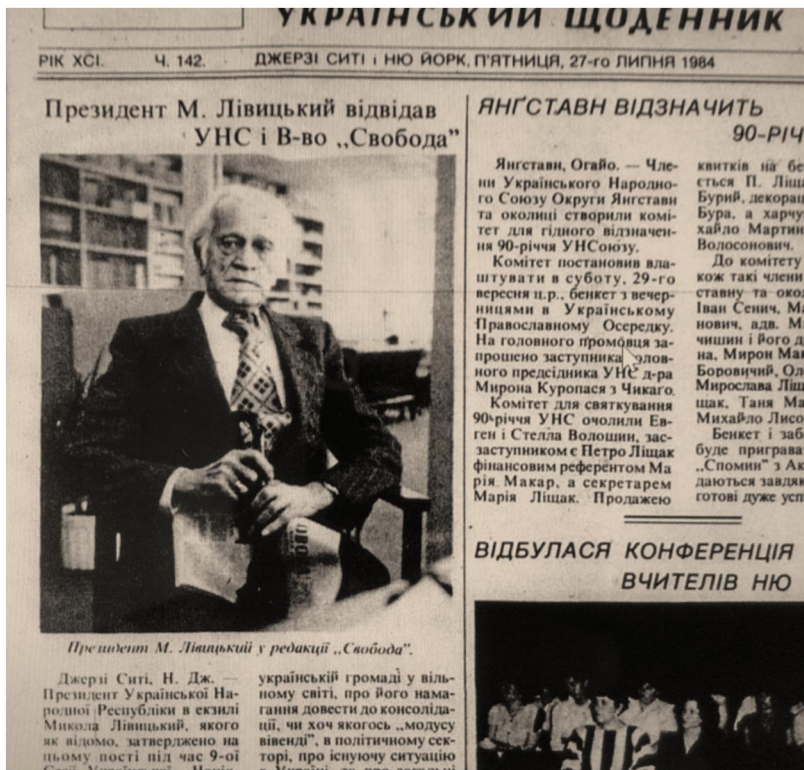 УКРАЇНСЬКИЙ ЩОДЕННИК
РІК XCI. Ч. 142. ДЖЕРЗІ СИТІ і НЮ ЙОРК, П'ЯТНИЦЯ, 27-го ЛИПНЯ 1984
Президент М. Лівицький відвідав
УНС і В-во „Свобода”
Президент М. Лівицький у редакції „Свобода”.
Джерзі Ситі, Н. Дж. —
Президент Української На-
родної Республіки в екзилі
Микола Лівицький, якого
як відомо, затверджено на
цьому пості під час 9-ої
українській громаді у віль-
ному світі, про його нама-
гання довести до консоліда-
ції, чи хоч якогось „модусу
вівенді”, в політичному сек-
торі, про існуючу ситуацію
ЯНҐСТАВН ВІДЗНАЧИТЬ
90-РІЧ
Янгставн, Огайо. — Чле-
ни Українського Народно-
го Союзу Округи Янгставн
та околиці створили комі-
тет для гідного відзначен-
ня 90-річчя УНСоюзу.
Комітет постановив вла-
штувати в суботу, 29-го
вересня ц.р., бенкет з вечер-
ницями в Українському
Православному Осередку.
На головного промовця за-
прошено заступника голов-
ного предсідника УНС д-ра
Мирона Куропася з Чикаґо.
Комітет для святкування
90-річчя УНС очолили Ев-
ген і Стелла Волошин, зас-
заступником є Петро Ліщак
фінансовим референтом Ма
рія Макар, а секретарем
Марія Ліщак. Продажею
квитків на бе
ється П. Ліщ
Бурий, декорац
Бура, а харчу
хайло Мартин
Волосонович.
До комітету
кож такі члени
ставну та око
Іван Сенич, М
нович, адв. М
чишин і його д
на, Мирон Ма
Боровичий, Ол
Мирослава Ліщ
щак, Таня Ма
Михайло Лисо
Бенкет і заб
буде приграва
„Спомин” з Ак
даються завдяк
готові дуже усп
ВІДБУЛАСЯ КОНФЕРЕНЦІЯ
ВЧИТЕЛІВ НЮ